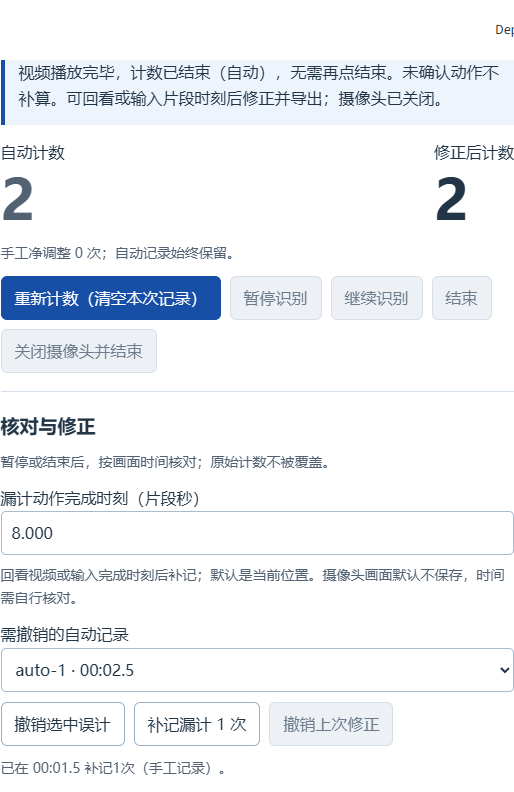 Dep
视频播放完毕，计数已结束（自动），无需再点结束。未确认动作不
补算。可回看或输入片段时刻后修正并导出；摄像头已关闭。
自动计数 修正后计数
2 2
手工净调整 0 次；自动记录始终保留。
重新计数（清空本次记录） 暂停识别 继续识别 结束
关闭摄像头并结束
核对与修正
暂停或结束后，按画面时间核对；原始计数不被覆盖。
漏计动作完成时刻（片段秒）
8.000
回看视频或输入完成时刻后补记；默认是当前位置。摄像头画面默认不保存，时间
需自行核对。
需撤销的自动记录
auto-1 · 00:02.5
撤销选中误计 补记漏计 1 次 撤销上次修正
已在 00:01.5 补记1次（手工记录）。